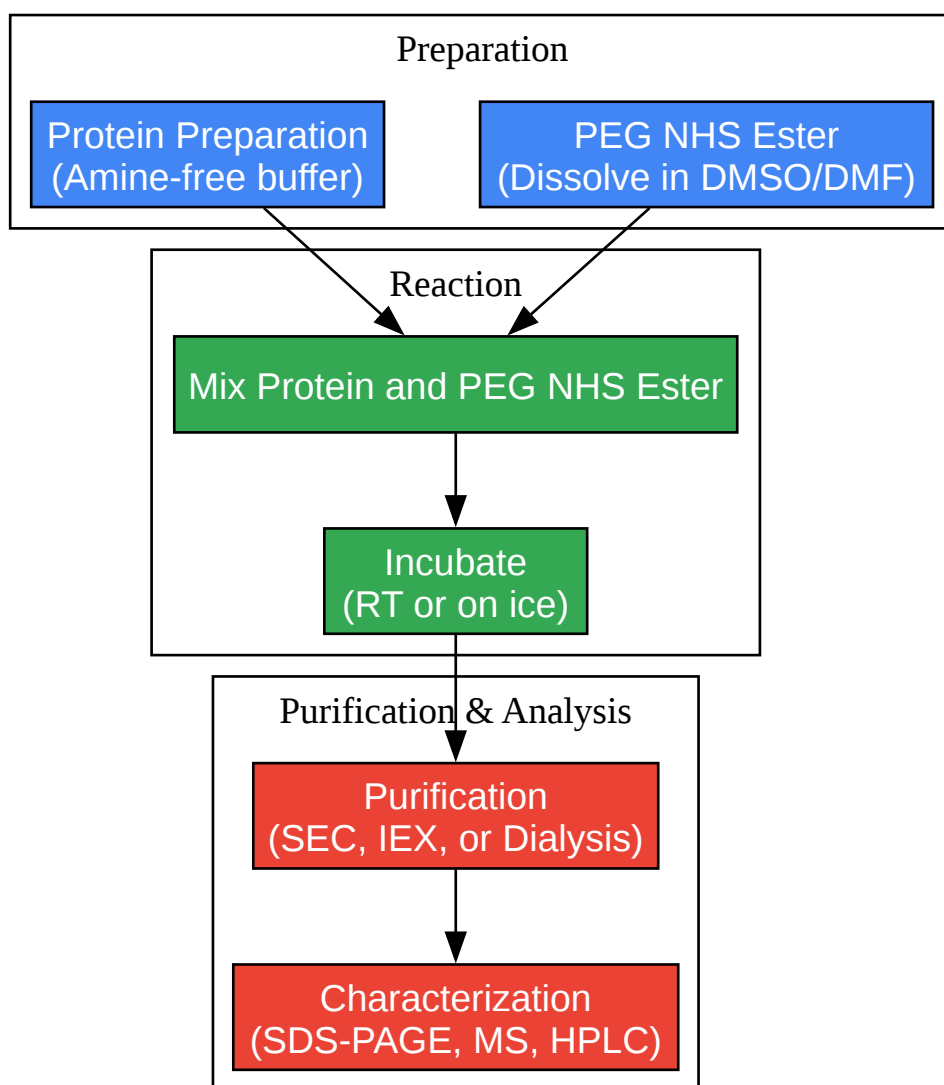 Preparation
Protein Preparation
(Amine-free buffer)
PEG NHS Ester
(Dissolve in DMSO/DMF)
Reaction
Mix Protein and PEG NHS Ester
Incubate
(RT or on ice)
Purification & Analysis
Purification
(SEC, IEX, or Dialysis)
Characterization
(SDS-PAGE, MS, HPLC)